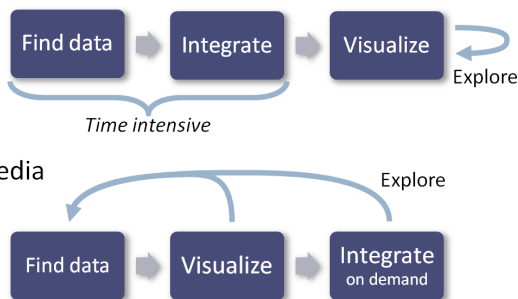 Find data
Integrate
Visualize
Explore
Time intensive
edia
Explore
Find data
Visualize
Integrate
on demand